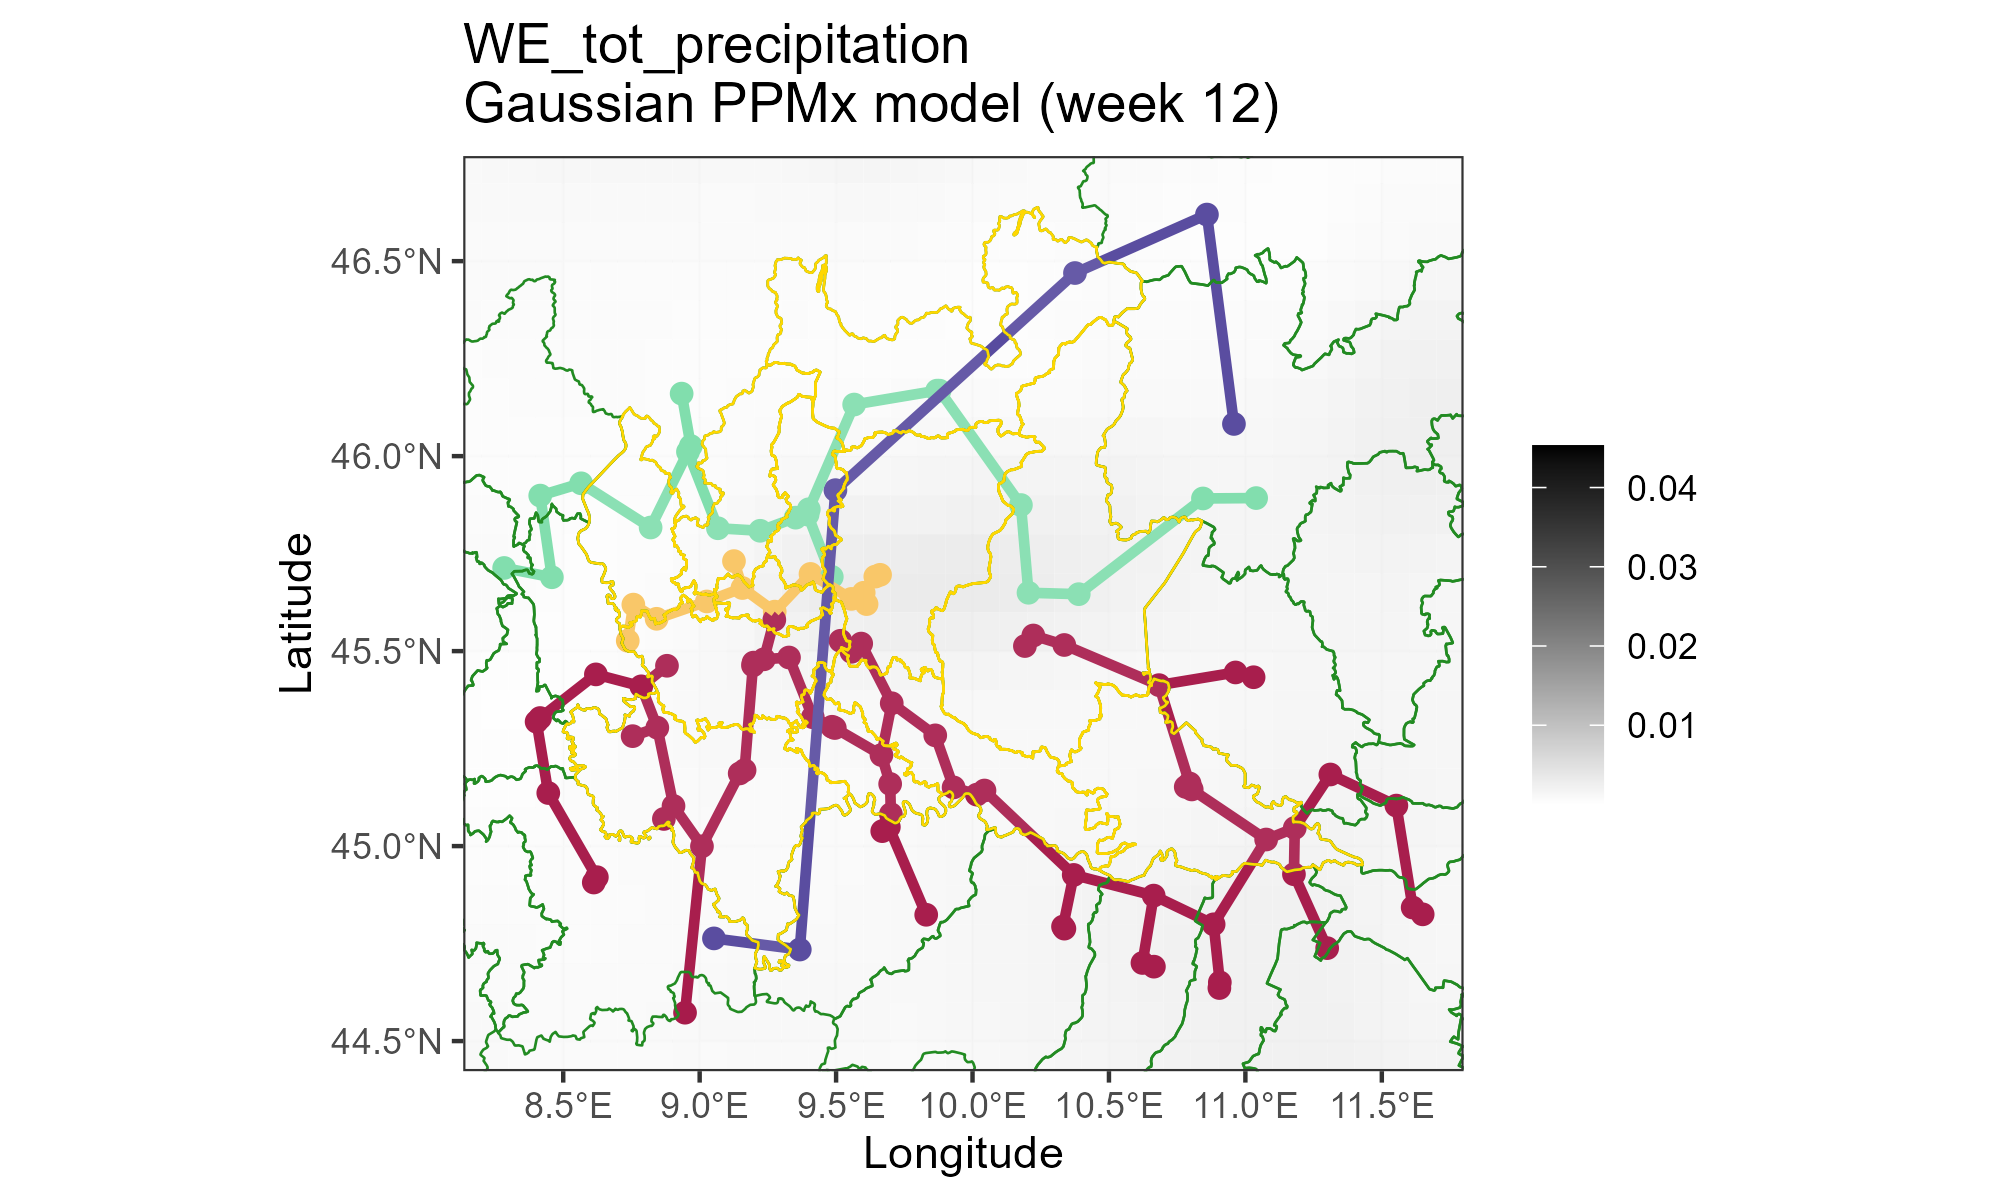 WE_tot_precipitation
Gaussian PPMx model (week 12)
46.5°N
46.0°N
45.5°N
45.0°N
44.5°N
Latitude
8.5°E 9.0°E 9.5°E 10.0°E 10.5°E 11.0°E 11.5°E
Longitude
0.04
0.03
0.02
0.01